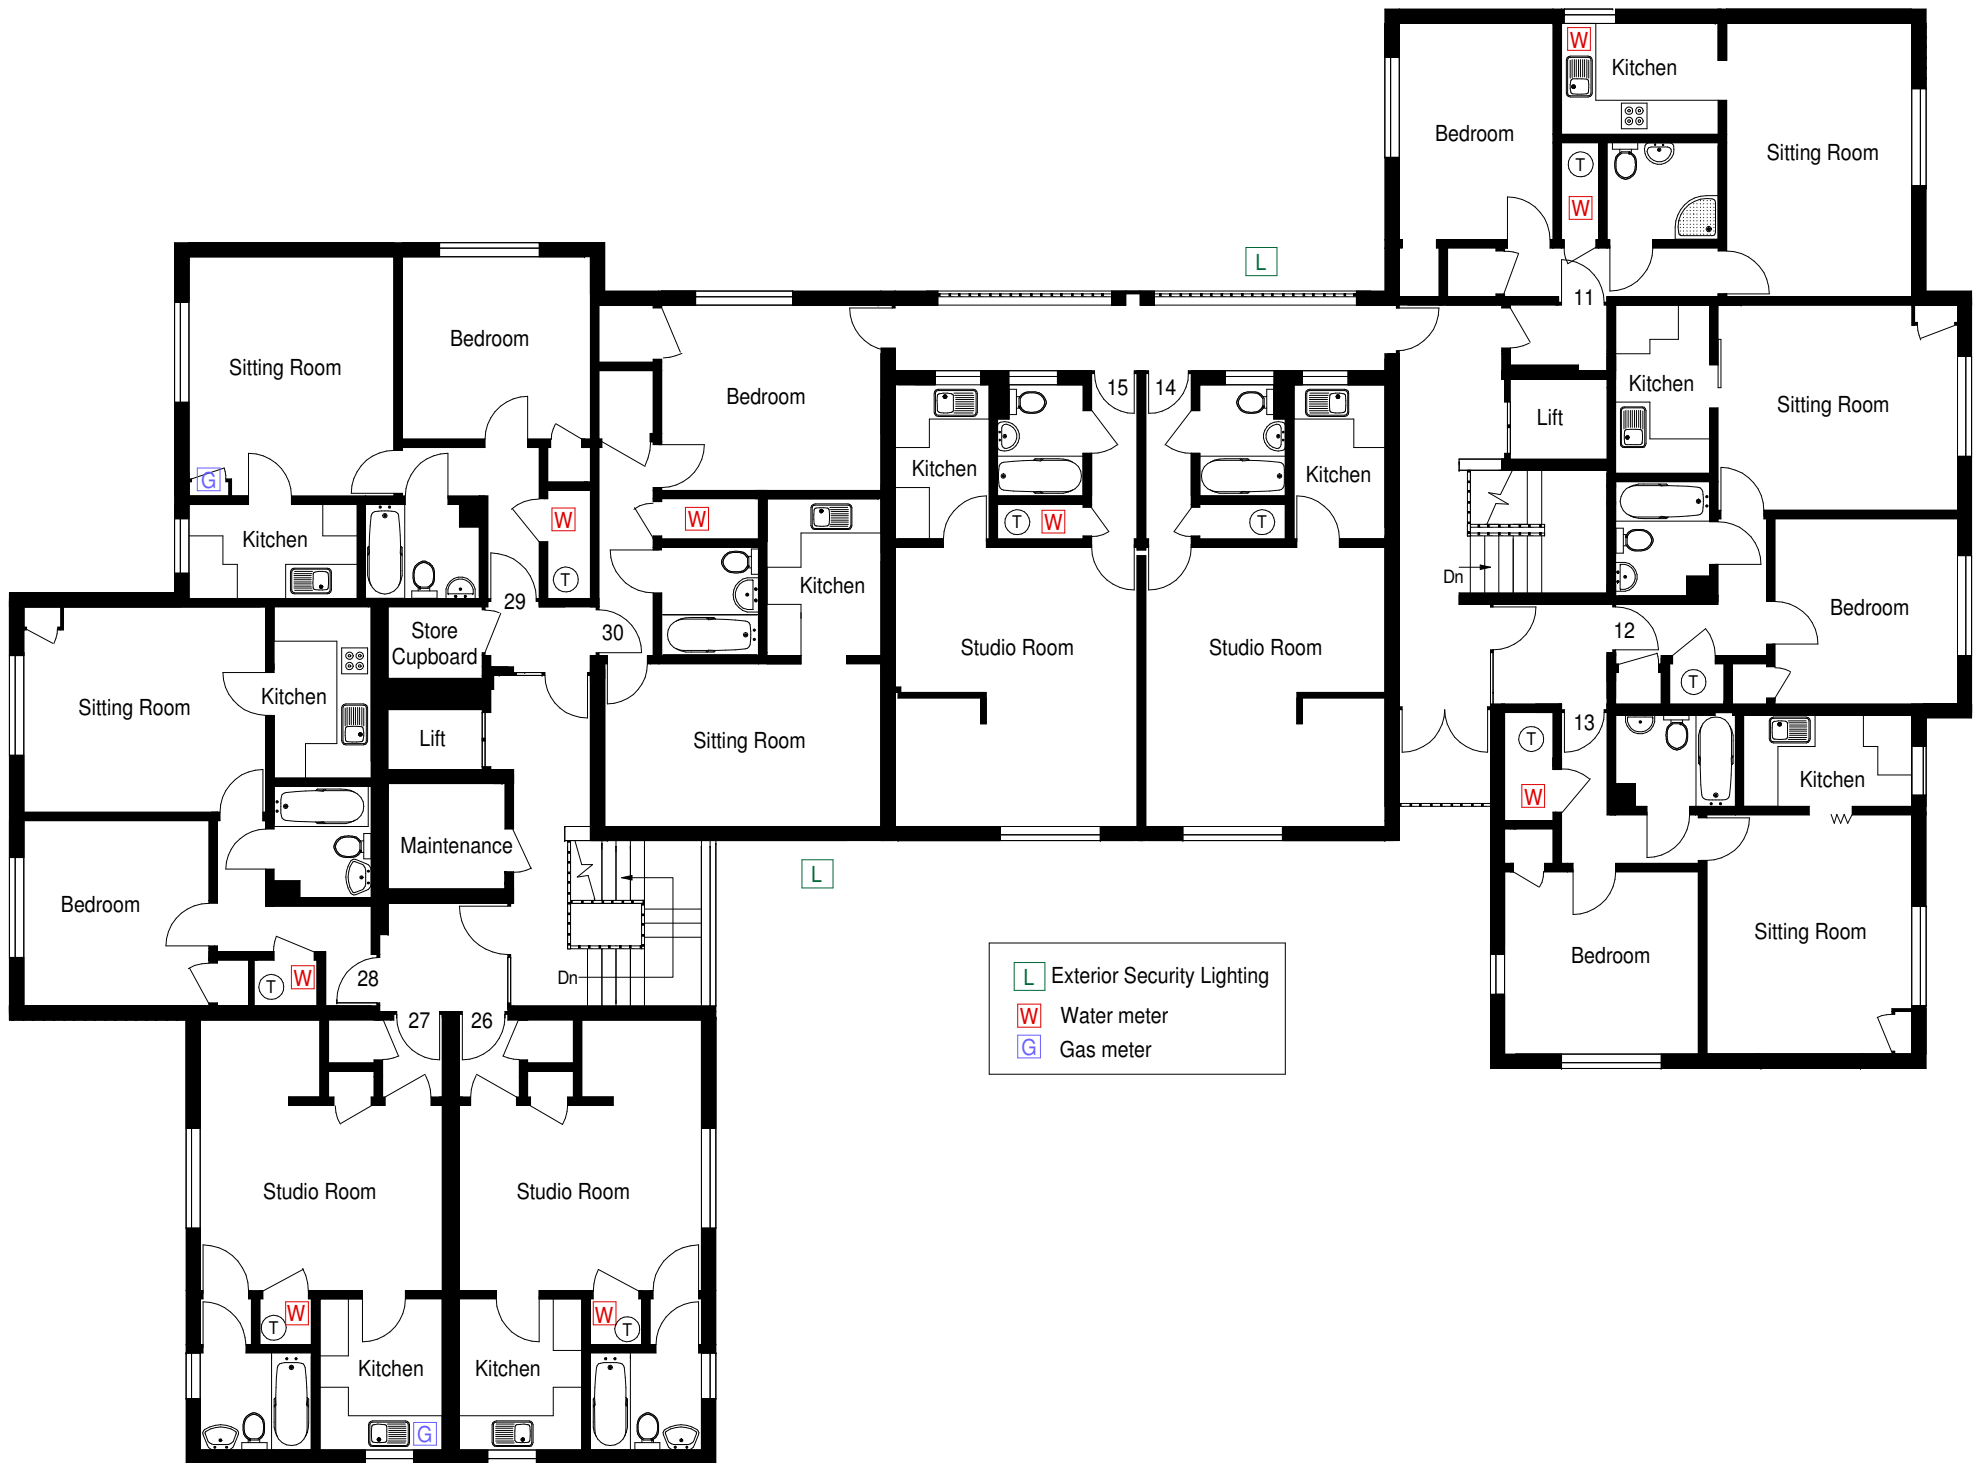 W
Kitchen
Bedroom
Sitting Room
T
W
L
11
Sitting Room
Bedroom
Bedroom
15
14
Kitchen
Lift
Sitting Room
G
Kitchen
Kitchen
W
W
T
W
T
Kitchen
T
Kitchen
Dn
29
Store
Cupboard
30
Studio Room
Studio Room
12
Bedroom
Sitting Room
Kitchen
T
Lift
Sitting Room
13
T
W
Kitchen
Maintenance
L
Bedroom
Sitting Room
Bedroom
28
W
T
Dn
L Exterior Security Lighting
W Water meter
G Gas meter
27
26
Studio Room
Studio Room
W
T
W
T
Kitchen
Kitchen
G